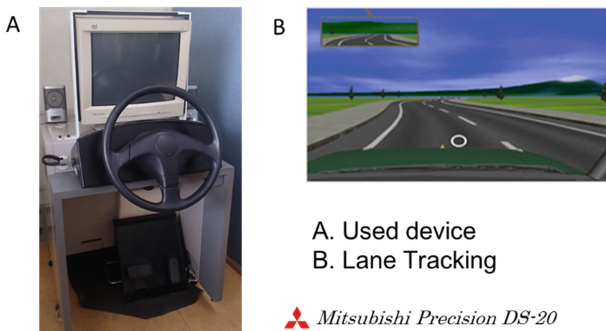 A
B
A. Used device
B. Lane Tracking
Mitsubishi Precision DS-20